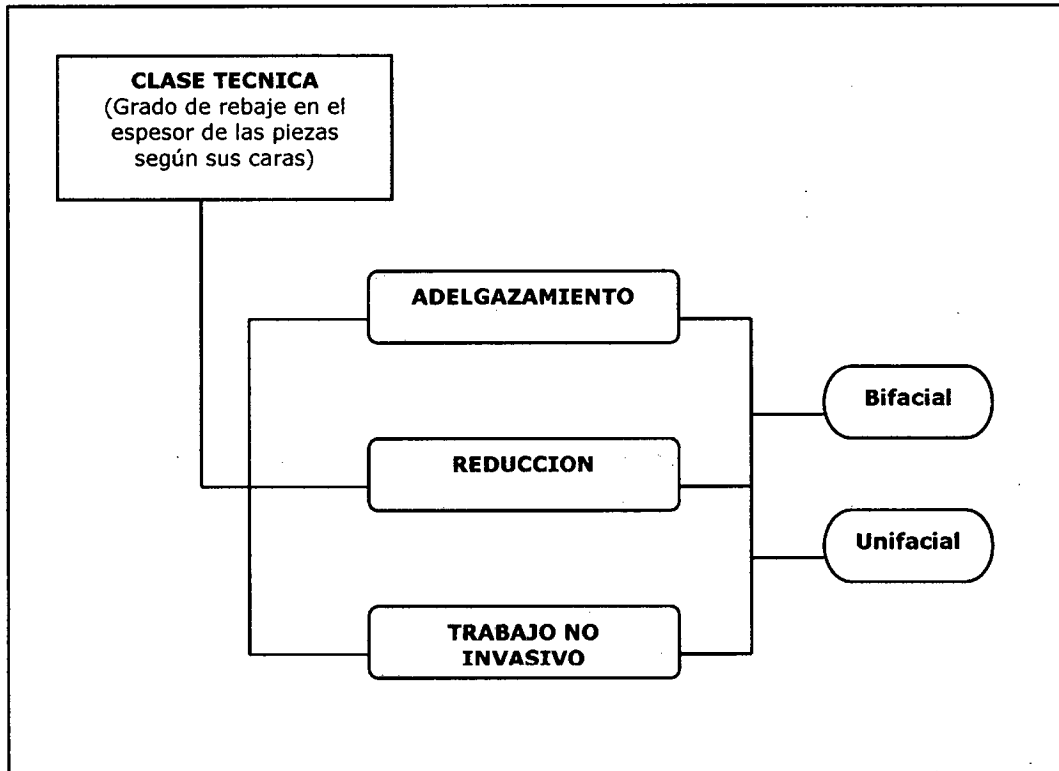 CLASE TECNICA
(Grado de rebaje en el
espesor de las piezas
según sus caras)
ADELGAZAMIENTO
Bifacial
REDUCCION
Unifacial
TRABAJO NO
INVASIVO